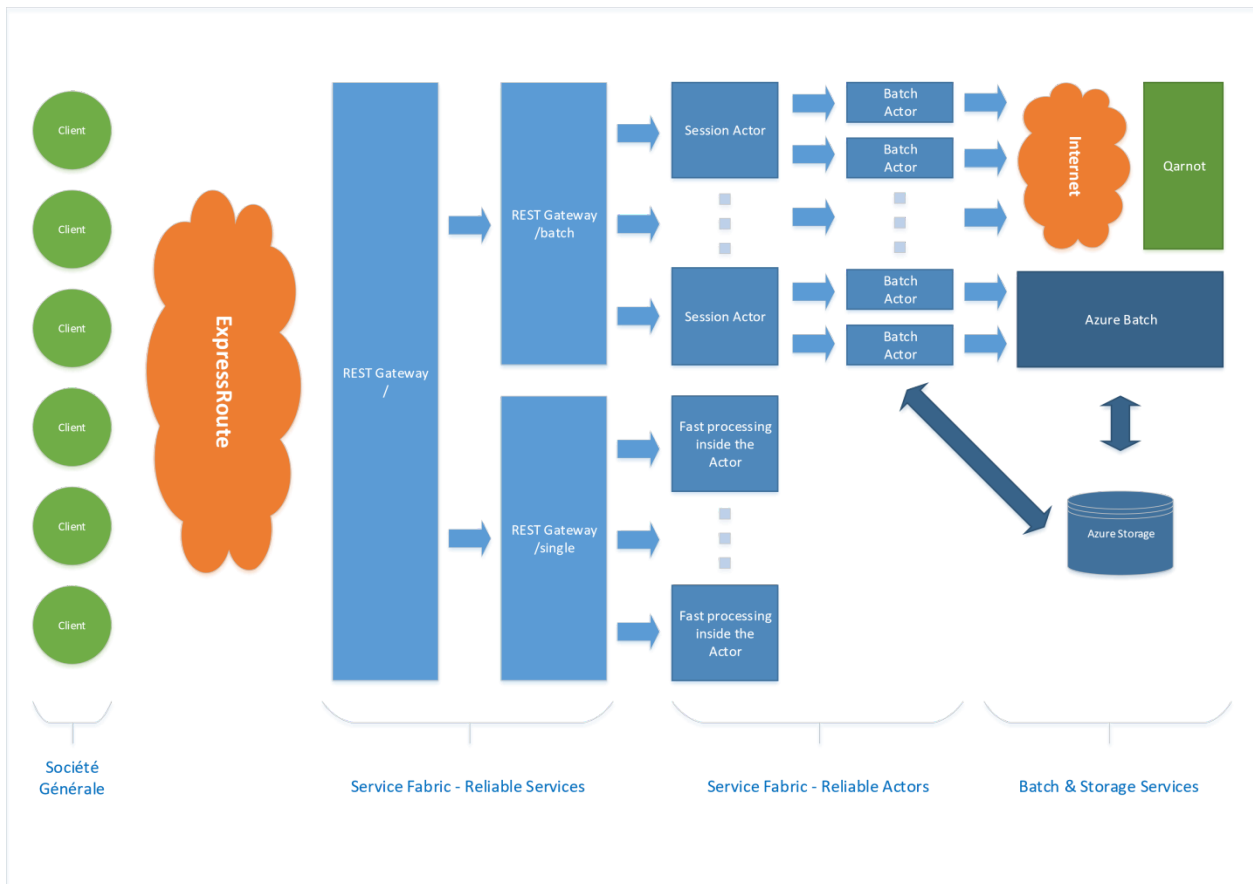 Client
Client
Client
Client
Client
Client
ExpressRoute
REST Gateway
/
REST Gateway
/batch
REST Gateway
/single
Session Actor
Session Actor
Fast processing
inside the
Actor
Fast processing
inside the
Actor
Batch
Actor
Batch
Actor
Batch
Actor
Batch
Actor
Internet
Qarnot
Azure Batch
Azure Storage
Société
Générale
Service Fabric - Reliable Services
Service Fabric - Reliable Actors
Batch & Storage Services